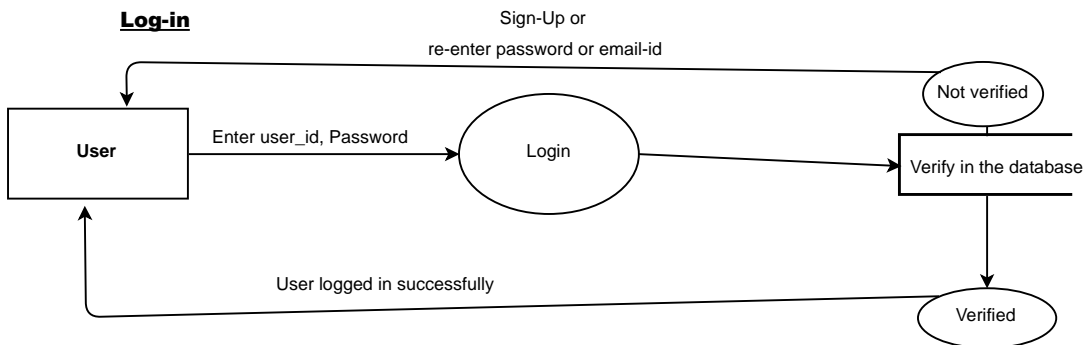 Log-in
Sign-Up or
re-enter password or email-id
Not verified
User
Enter user_id, Password
Login
Verify in the database
User logged in successfully
Verified